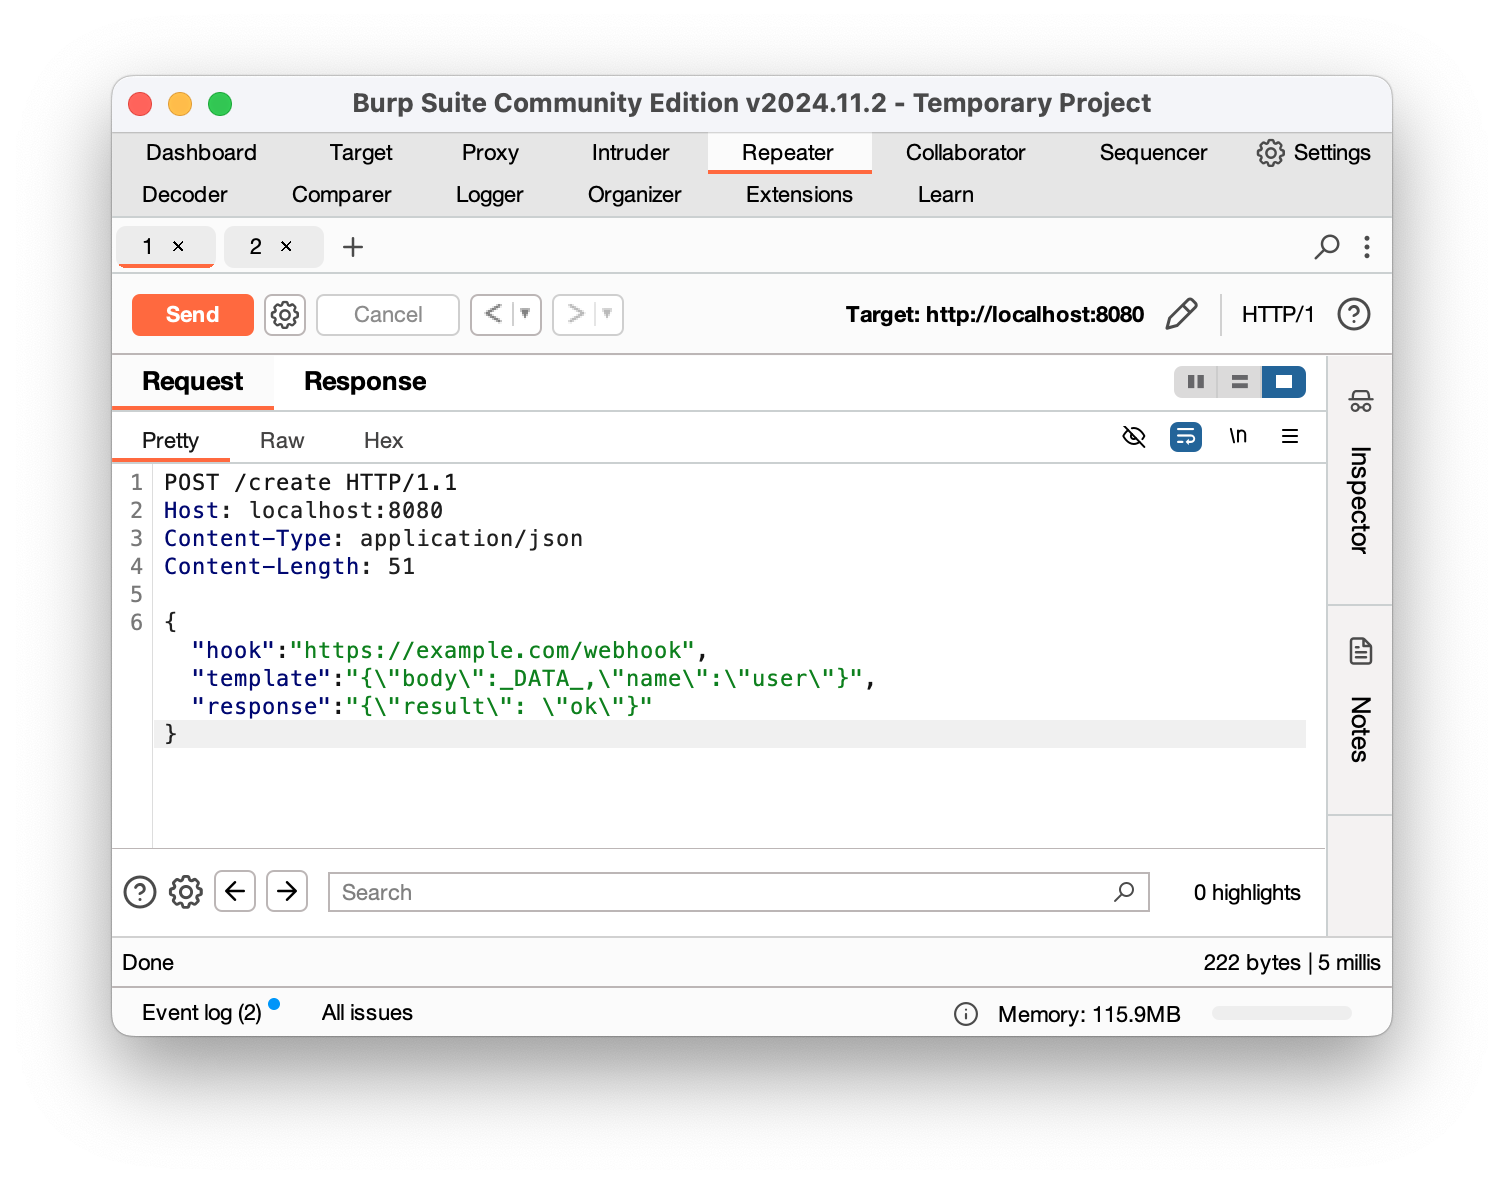 Burp Suite Community Edition v2024.11.2 - Temporary Project
Dashboard Target Proxy Intruder Repeater Collaborator Sequencer Settings
Decoder Comparer Logger Organizer Extensions Learn
1 × 2 × +
Send Cancel < ▼ > ▼ Target: http://localhost:8080 HTTP/1 ?
Request Response
Pretty Raw Hex \n
1 POST /create HTTP/1.1
2 Host: localhost:8080
3 Content-Type: application/json
4 Content-Length: 51
5
6 {
"hook":"https://example.com/webhook",
"template":"{\"body\":_DATA_,\"name\":\"user\"}",
"response":"{\"result\": \"ok\"}"
}
Inspector
Notes
? Search 0 highlights
Done 222 bytes | 5 millis
Event log (2) All issues Memory: 115.9MB